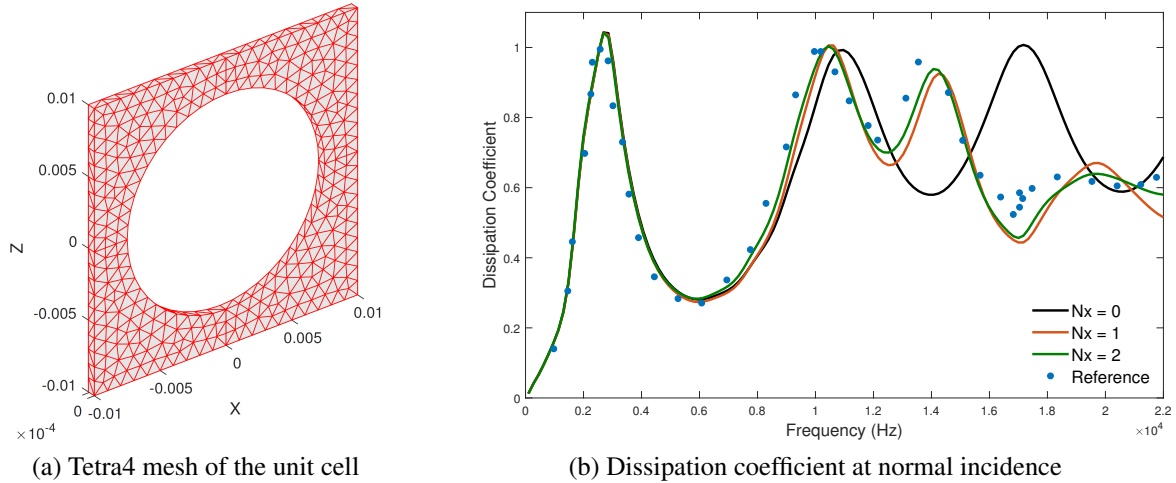 0.01
0.005
0
-0.005
-0.01
Z
0
-0.01
-0.005
0
0.005
0.01
×10⁻⁴
X
(a) Tetra4 mesh of the unit cell
1
0.8
0.6
0.4
0.2
0
Dissipation Coefficient
Nx = 0
Nx = 1
Nx = 2
Reference
0 0.2 0.4 0.6 0.8 1 1.2 1.4 1.6 1.8 2 2.2
Frequency (Hz)
×10⁴
(b) Dissipation coefficient at normal incidence